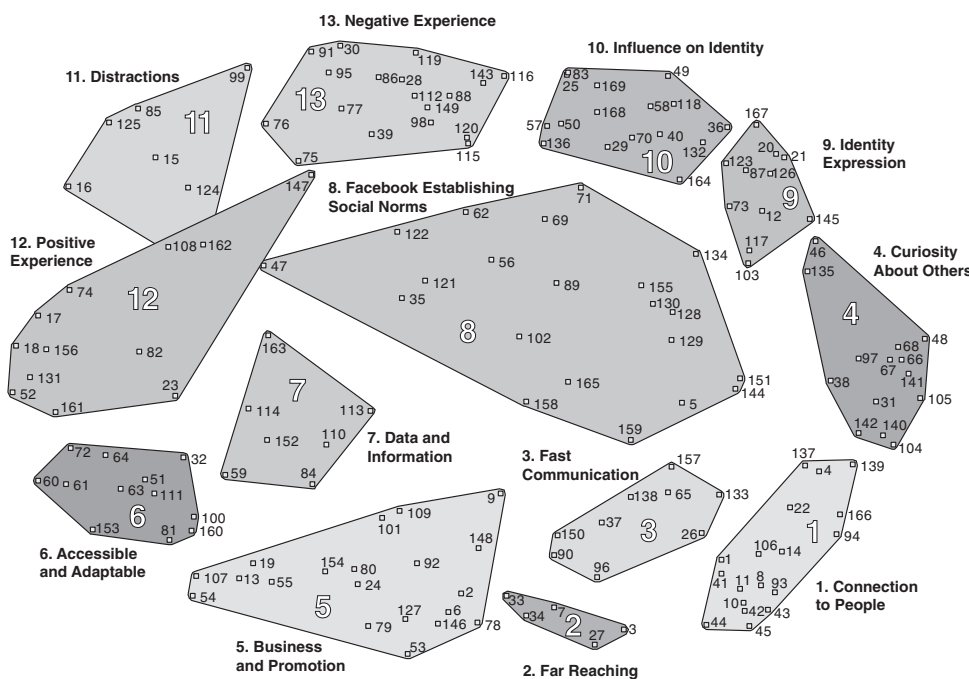 13. Negative Experience
91 30 119
95 86 28 143 116
13 112 88
77 149
76 98
39 120
75 115
10. Influence on Identity
83 49
25 169
168 58 118
57 50 36
70 40
136 29 132
10 164
11. Distractions
99
85
125 11
15
16 124
9. Identity
Expression
167
20
123 21
87 126
73 9
12 145
117
103
12. Positive
Experience
147
108 162
74 12
17
18 156 82
131
52 23
161
8. Facebook Establishing
Social Norms
71
62 69
122
134
47 56
121 89 155
35 130
128
8 102 129
165 151
158 5 144
159
4. Curiosity
About Others
46
135
4
48
68
97 66
67
38 141
31 105
142 140
104
7. Data and
Information
163
7
114 113
152 110
59 84
6. Accessible
and Adaptable
72 64 32
60 61 51
63 111
6 100
153 81 160
3. Fast
Communication
157
138 65 133
37
150 3 26
90
96
1. Connection
to People
137 139
4
22 166
1 94
106 14
1
41 11 8 93
10 42 43
44 45
5. Business
and Promotion
9
109
101
148
19 154 80 92
107 13 55 24
2
54 5 127 6
79 146 78
53
2. Far Reaching
33 7
34 2
27 3